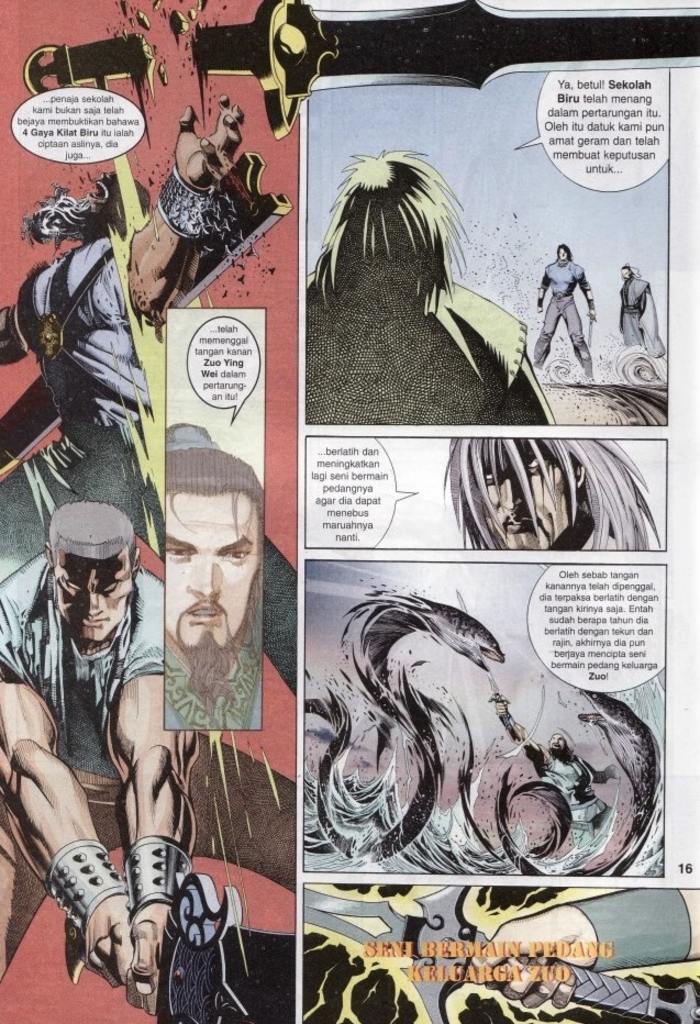 ...penaja sekolah
kami bukan saja telah
bejaya membuktikan bahawa
4 Gaya Kilat Biru itu ialah
ciptaan aslinya, dia
juga...
...telah
memenggal
tangan kanan
Zuo Ying
Wei dalam
pertarung-
an itu!
Ya, betul! Sekolah
Biru telah menang
dalam pertarungan itu.
Oleh itu datuk kami pun
amat geram dan telah
membuat keputusan
untuk...
...berlatih dan
meningkatkan
lagi seni bermain
pedangnya
agar dia dapat
menebus
maruahnya
nanti.
Oleh sebab tangan
kanannya telah dipenggal,
dia terpaksa berlatih dengan
tangan kirinya saja. Entah
sudah berapa tahun dia
berlatih dengan tekun dan
rajin, akhirnya dia pun
berjaya mencipta seni
bermain pedang keluarga
Zuo!
16
SENI BERMAIN PEDANG
KELUARGA ZUO